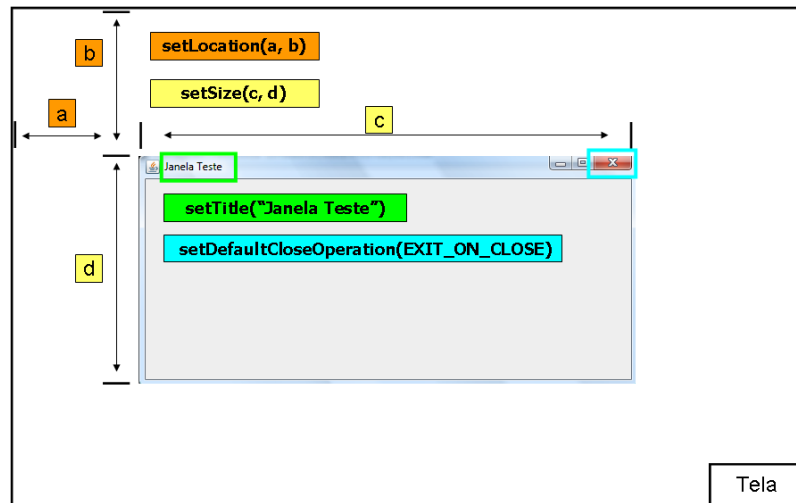 b
setLocation(a, b)
setSize(c, d)
a
c
Janela Teste
setTitle(“Janela Teste”)
setDefaultCloseOperation(EXIT_ON_CLOSE)
d
Tela